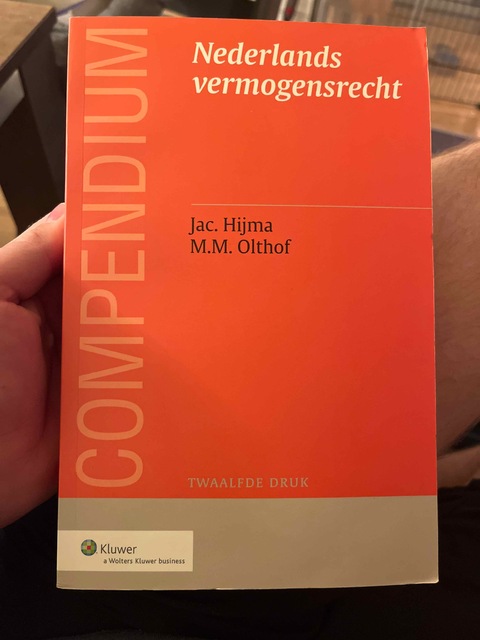 COMPENDIUM
Nederlands
vermogensrecht
Jac. Hijma
M.M. Olthof
TWAALFDE DRUK
Kluwer
a Wolters Kluwer business